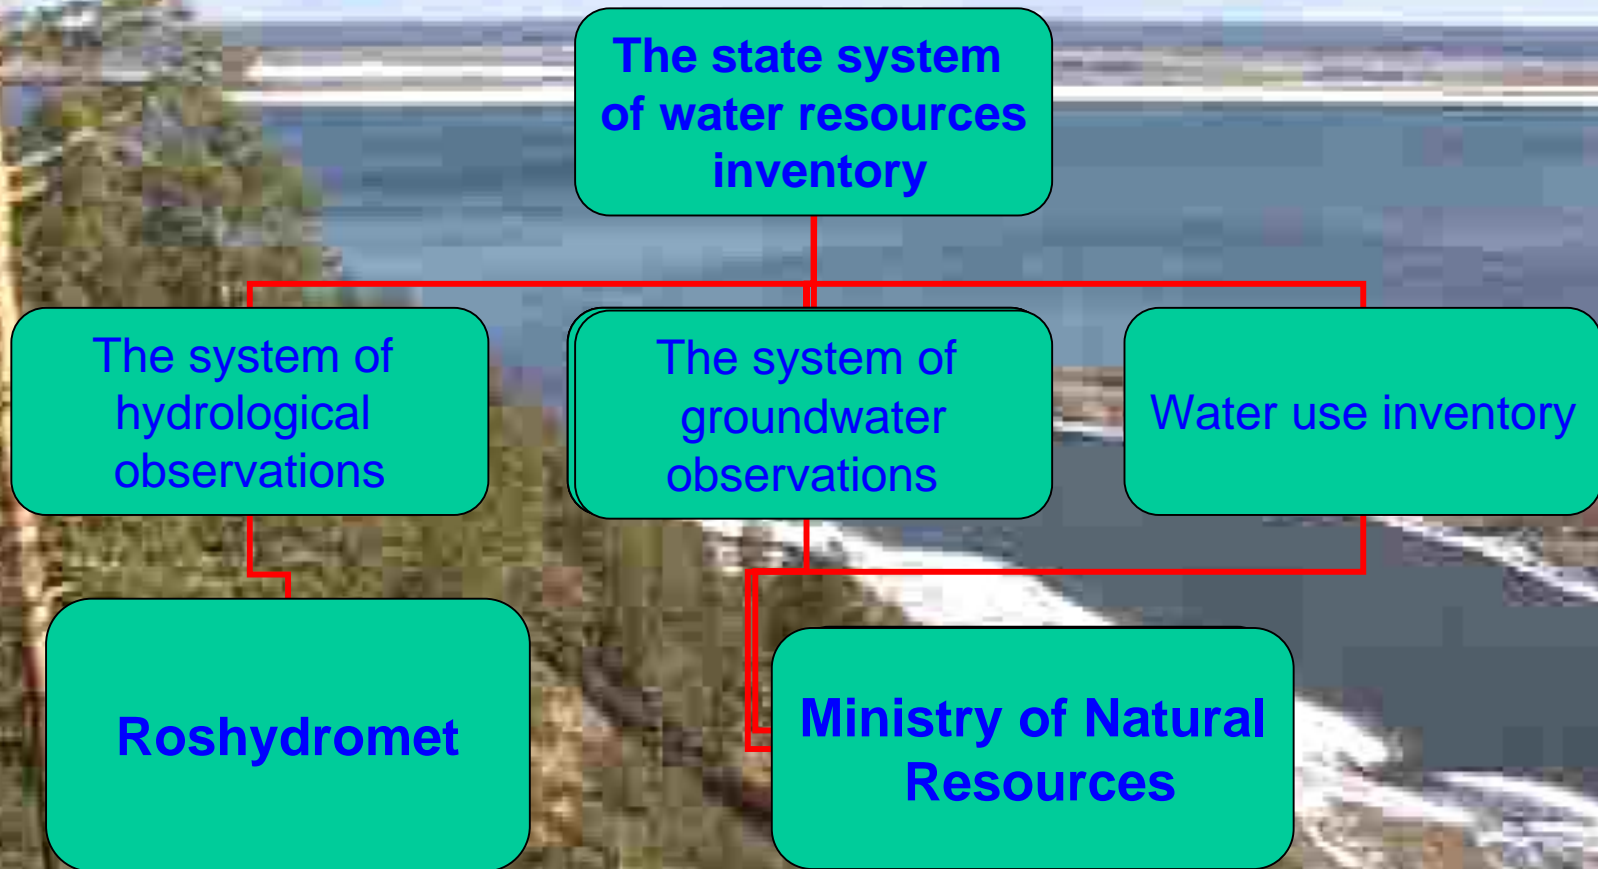 The state system
of water resources
inventory
The system of
hydrological
observations
The system of
groundwater
observations
Water use inventory
Roshydromet
Ministry of Natural
Resources